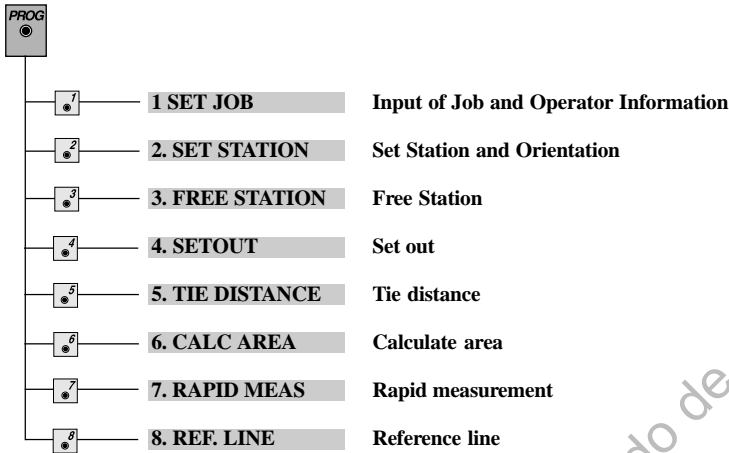 PROG
1 1 SET JOB Input of Job and Operator Information
2 2. SET STATION Set Station and Orientation
3 3. FREE STATION Free Station
4 4. SETOUT Set out
5 5. TIE DISTANCE Tie distance
6 6. CALC AREA Calculate area
7 7. RAPID MEAS Rapid measurement
8 8. REF. LINE Reference line
do de